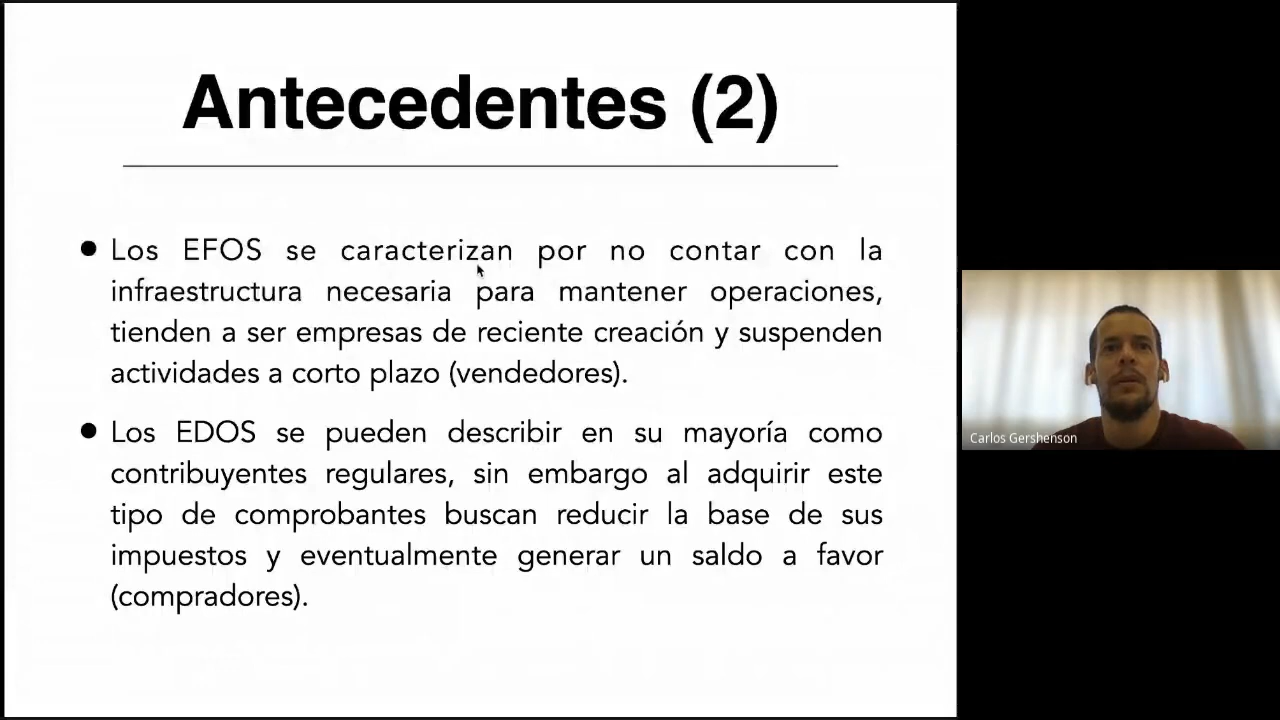 Antecedentes (2)
● Los EFOS se caracterizan por no contar con la
infraestructura necesaria para mantener operaciones,
tienden a ser empresas de reciente creación y suspenden
actividades a corto plazo (vendedores).
● Los EDOS se pueden describir en su mayoría como
contribuyentes regulares, sin embargo al adquirir este
tipo de comprobantes buscan reducir la base de sus
impuestos y eventualmente generar un saldo a favor
(compradores).
Carlos Gershenson